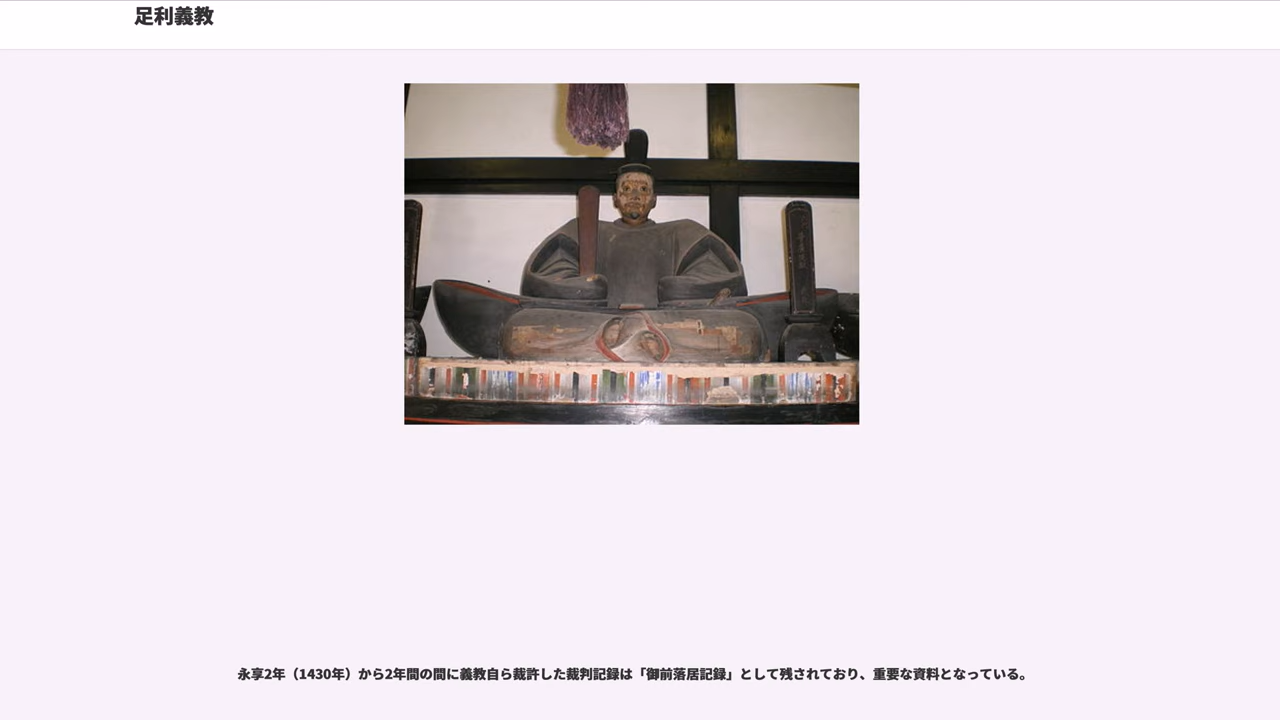 足利義教
永享2年（1430年）から2年間の間に義教自ら裁許した裁判記録は「御前落居記録」として残されており、重要な資料となっている。